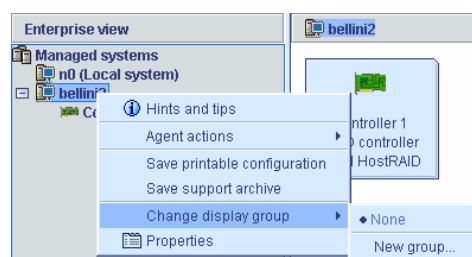 Enterprise view
bellini2
Managed systems
n0 (Local system)
bellini2
Hints and tips
Agent actions
Save printable configuration
Save support archive
Change display group
Properties
ntroller 1
controller
HostRAID
None
New group...